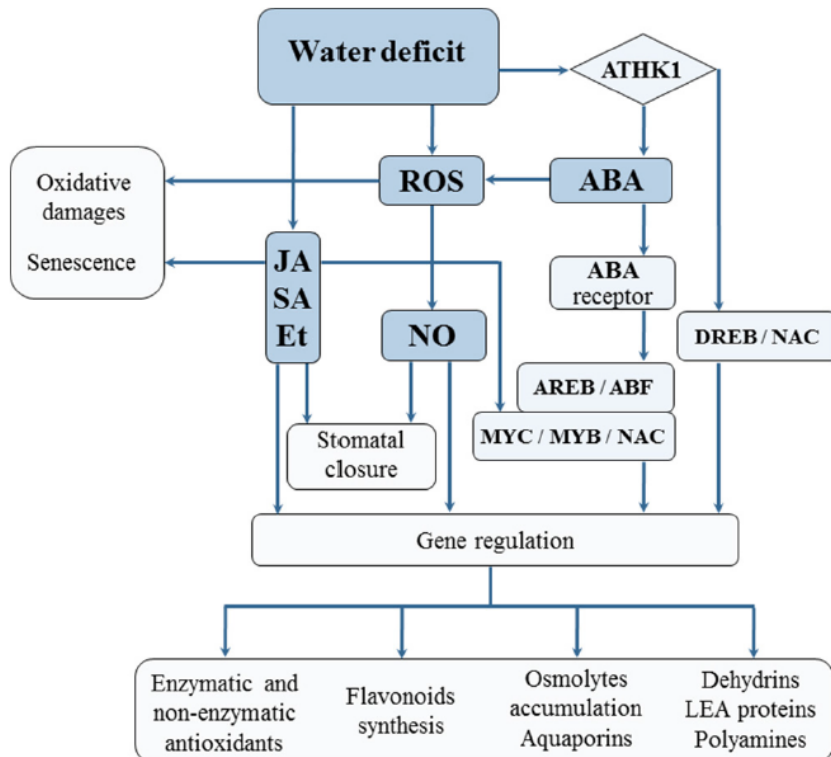 Water deficit
ATHK1
Oxidative
damages
Senescence
ROS
ABA
JA
SA
Et
NO
ABA
receptor
DREB / NAC
AREB / ABF
MYC / MYB / NAC
Stomatal
closure
Gene regulation
Enzymatic and
non-enzymatic
antioxidants
Flavonoids
synthesis
Osmolytes
accumulation
Aquaporins
Dehydrins
LEA proteins
Polyamines